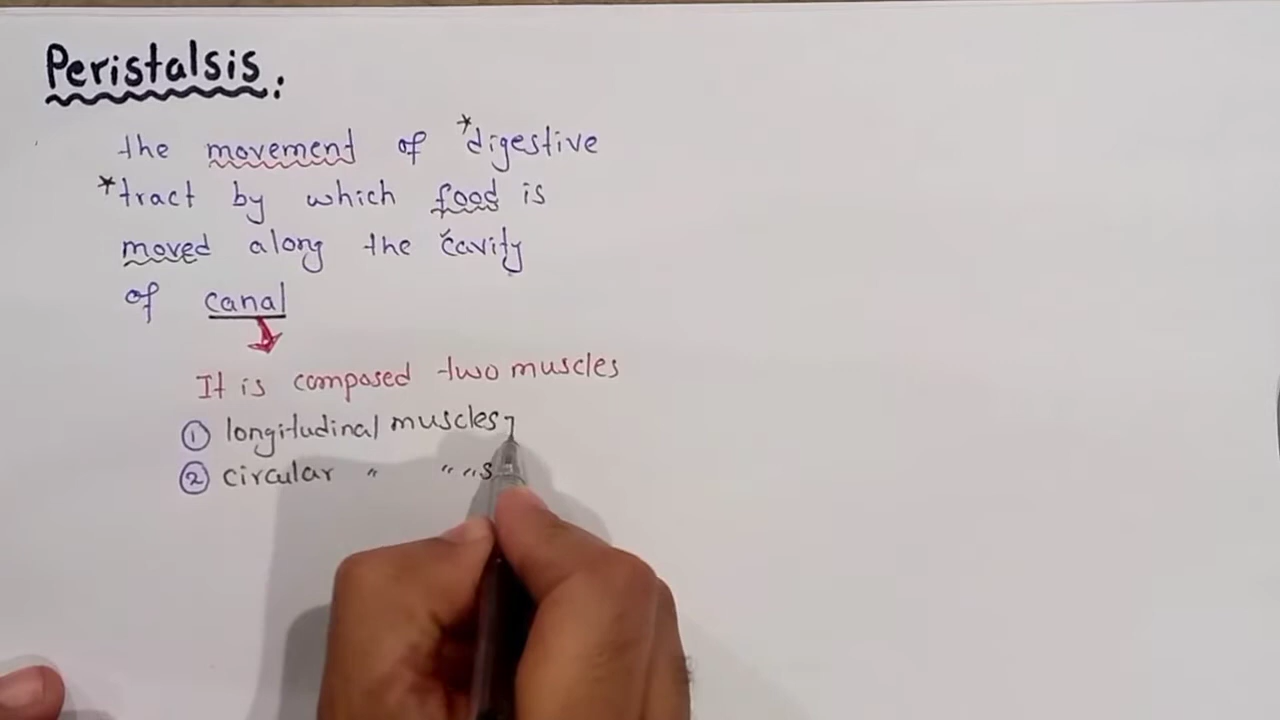 Peristalsis.
the movement of *digestive
*tract by which food is
moved along the cavity
of canal
It is composed two muscles
① longitudinal muscles
② circular " " "s